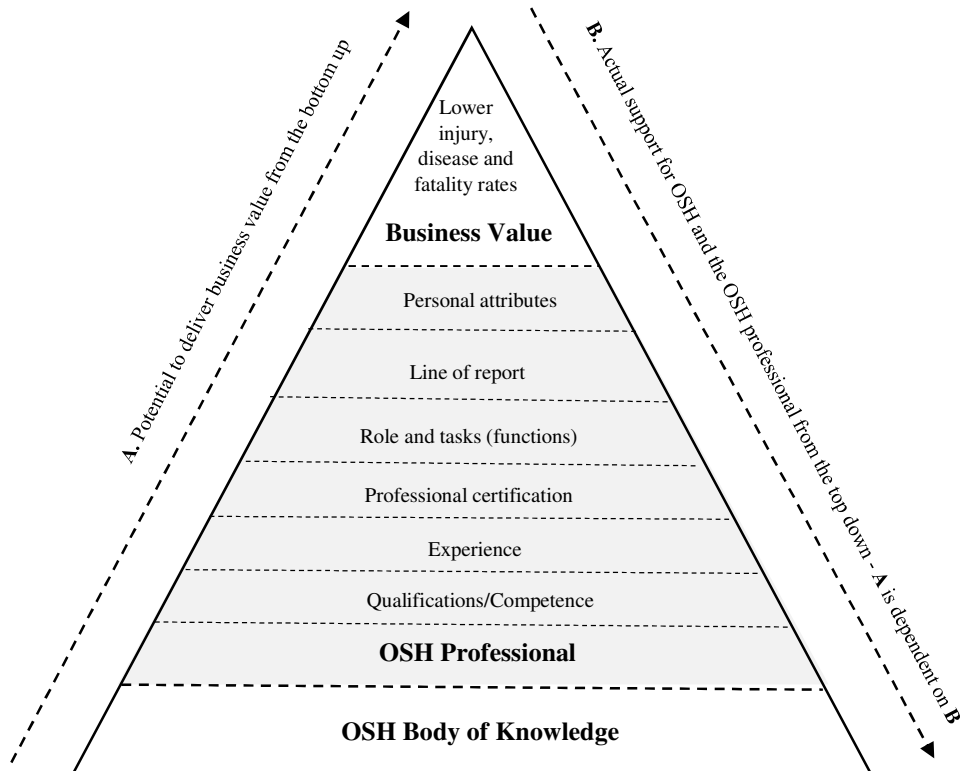 Lower
injury,
disease and
fatality rates
Business Value
Personal attributes
Line of report
Role and tasks (functions)
Professional certification
Experience
Qualifications/Competence
OSH Professional
OSH Body of Knowledge
A. Potential to deliver business value from the bottom up
B. Actual support for OSH and the OSH professional from the top down - A is dependent on B